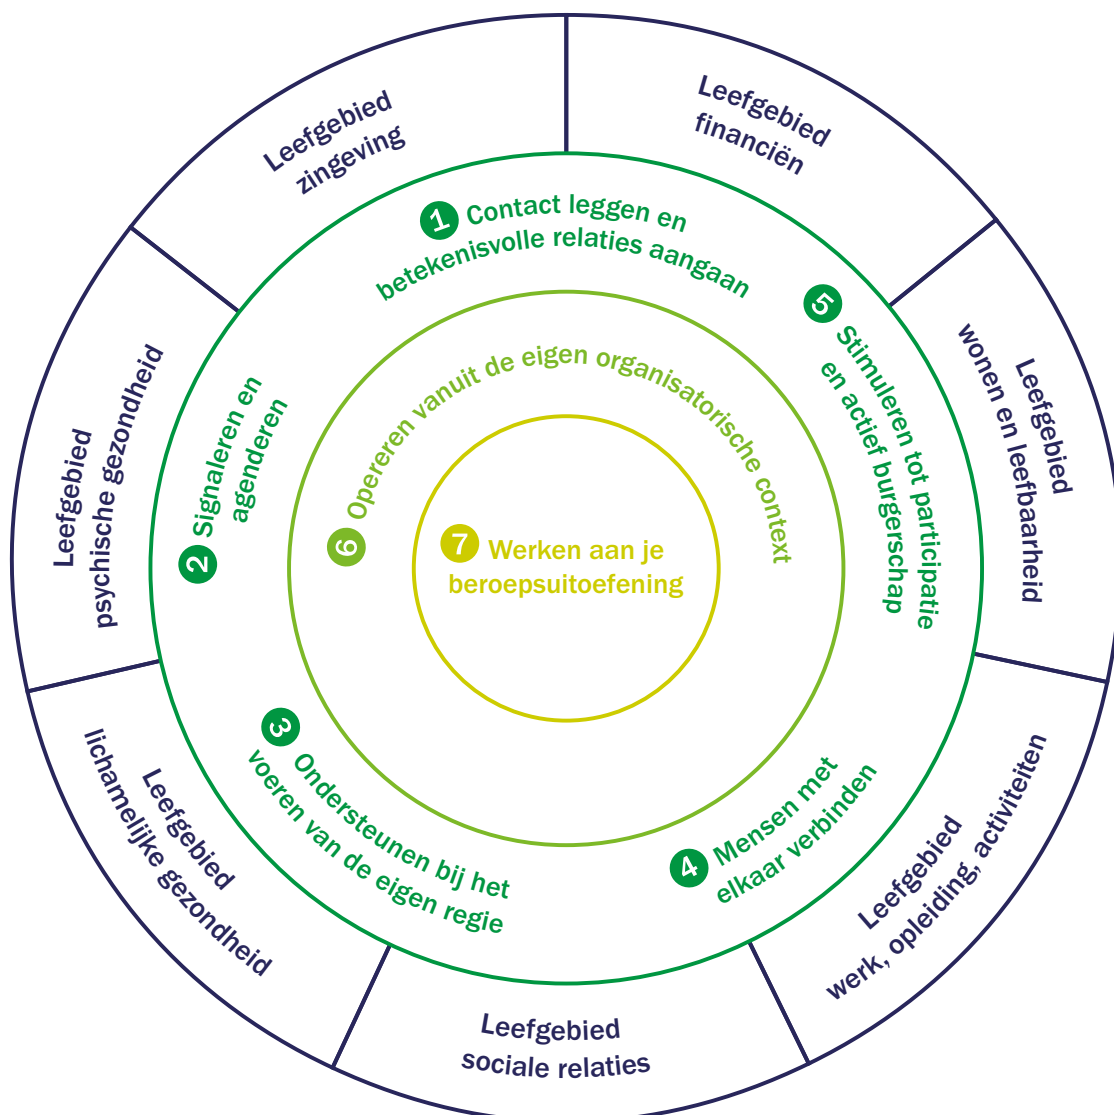 Leefgebied
zingeving
Leefgebied
financiën
Leefgebied
wonen en leefbaarheid
Leefgebied
werk, opleiding, activiteiten
Leefgebied
sociale relaties
Leefgebied
lichamelijke gezondheid
Leefgebied
psychische gezondheid
1 Contact leggen en
betekenisvolle relaties aangaan
2 Signaleren en
agenderen
3 Ondersteunen bij het
voeren van de eigen regie
4 Mensen met
elkaar verbinden
5 Stimuleren tot participatie
en actief burgerschap
6 Opereren vanuit de eigen organisatorische context
7 Werken aan je
beroepsuitoefening